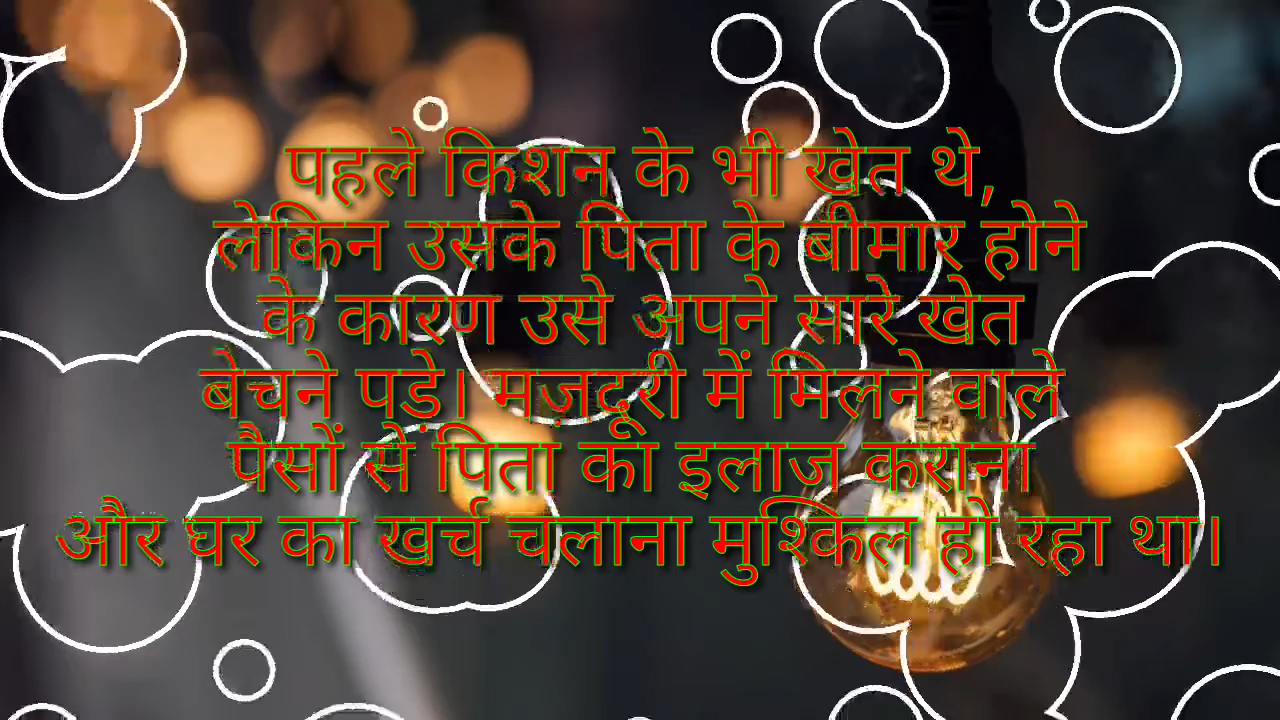 पहले किशन के भी खेत थे,
लेकिन उसके पिता के बीमार होने
के कारण उसे अपने सारे खेत
बेचने पड़े। मज़दूरी में मिलने वाले
पैसों से पिता का इलाज कराना
और घर का खर्च चलाना मुश्किल हो रहा था।